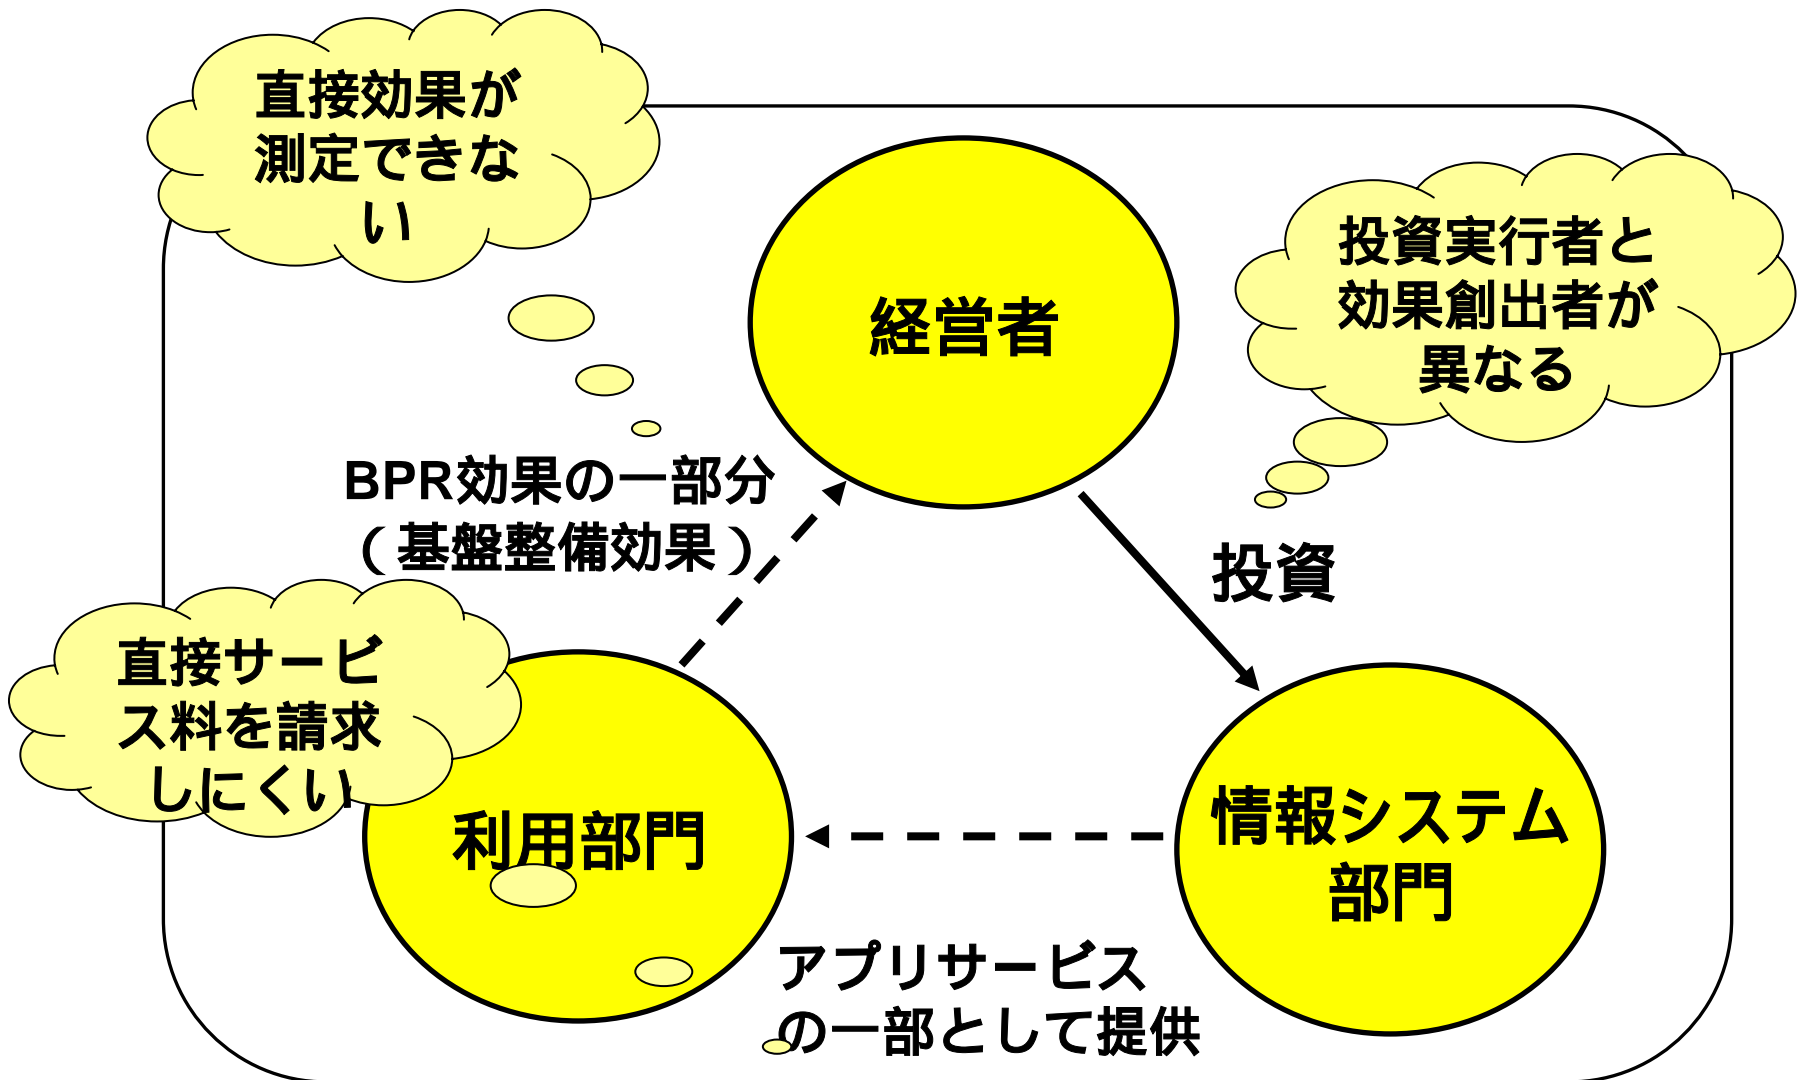 直接効果が
測定できな
い
投資実行者と
効果創出者が
異なる
経営者
BPR効果の一部分
（基盤整備効果）
投資
直接サービ
ス料を請求
しにくい
利用部門
情報システム
部門
アプリサービス
の一部として提供